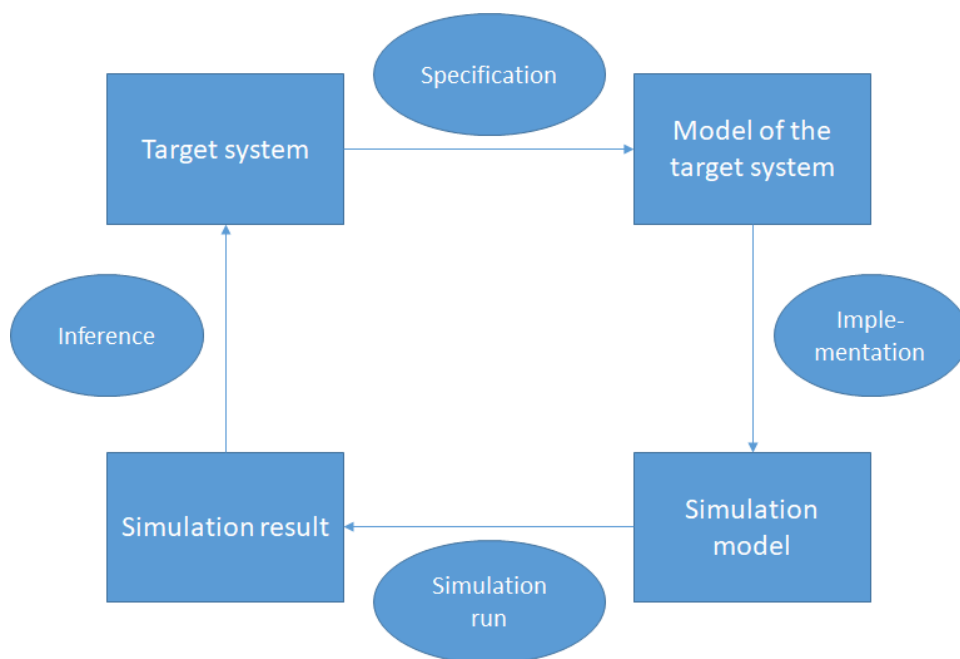 Specification
Target system
Model of the
target system
Inference
Imple-
mentation
Simulation result
Simulation
model
Simulation
run